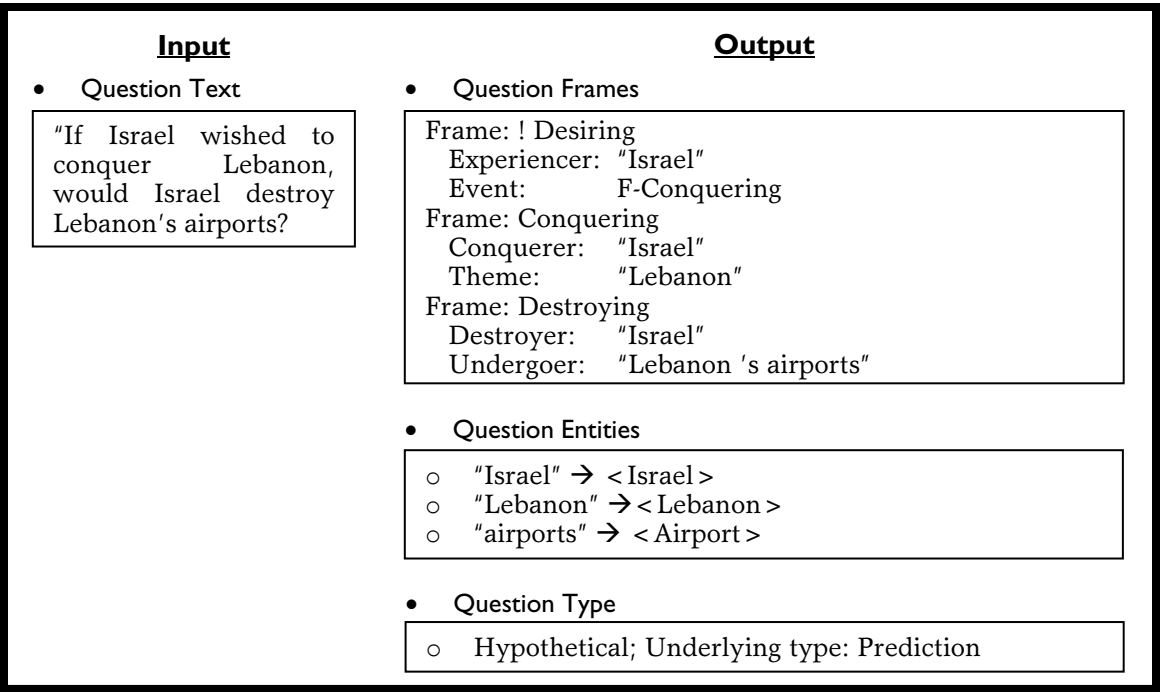 Input
• Question Text
"If Israel wished to
conquer Lebanon,
would Israel destroy
Lebanon's airports?
Output
• Question Frames
Frame: ! Desiring
Experiencer: "Israel"
Event: F-Conquering
Frame: Conquering
Conquerer: "Israel"
Theme: "Lebanon"
Frame: Destroying
Destroyer: "Israel"
Undergoer: "Lebanon 's airports"
• Question Entities
o "Israel" → <Israel>
o "Lebanon" → <Lebanon>
o "airports" → <Airport>
• Question Type
o Hypothetical; Underlying type: Prediction